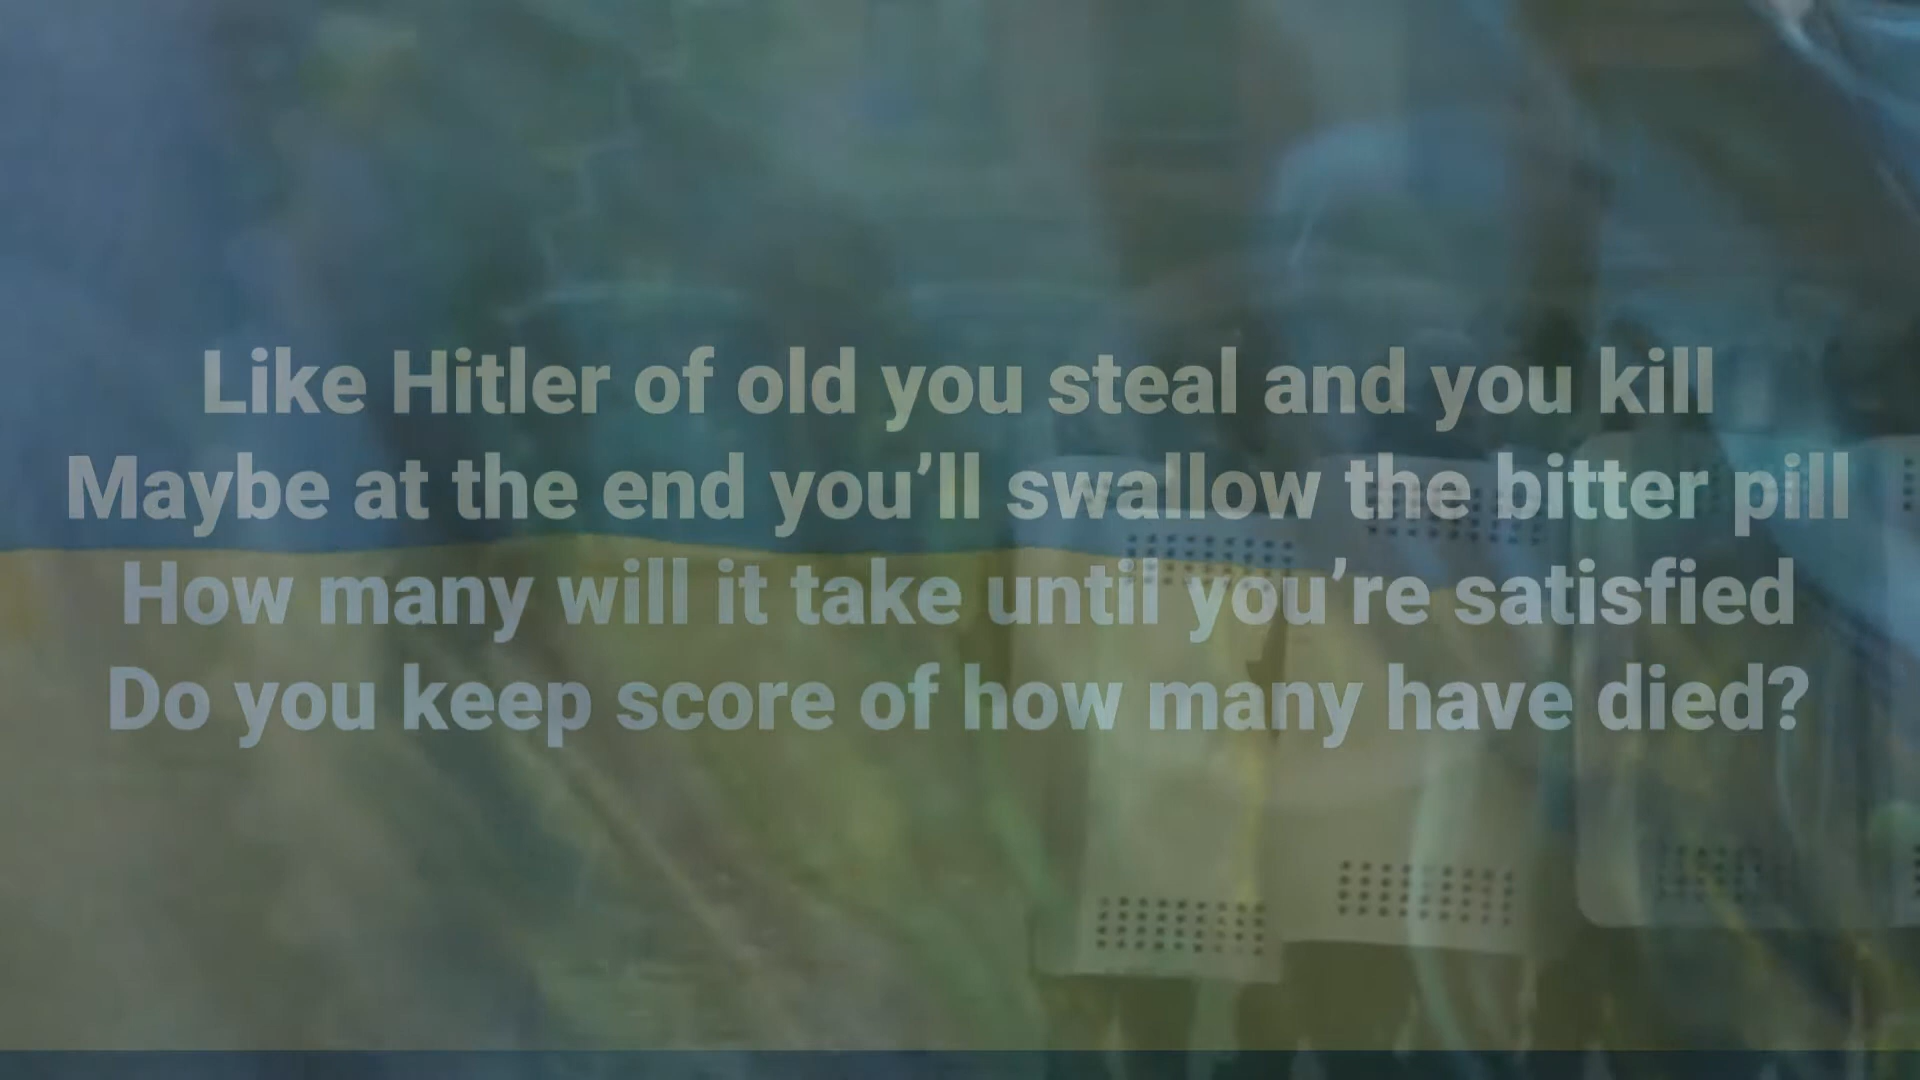 Like Hitler of old you steal and you kill
Maybe at the end you’ll swallow the bitter pill
How many will it take until you’re satisfied
Do you keep score of how many have died?